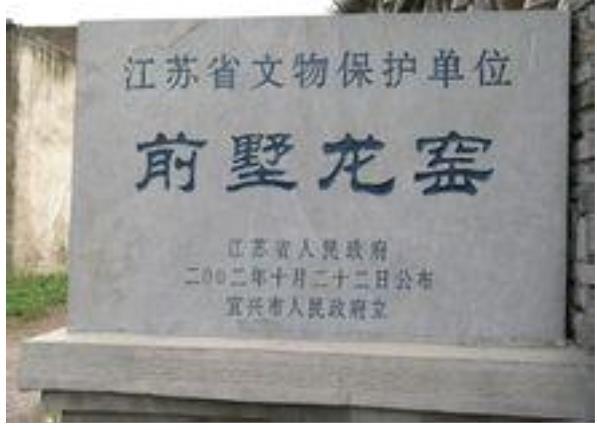 江苏省文物保护单位
前墅龙窑
江苏省人民政府
二〇〇二年十月二十二日公布
宜兴市人民政府立